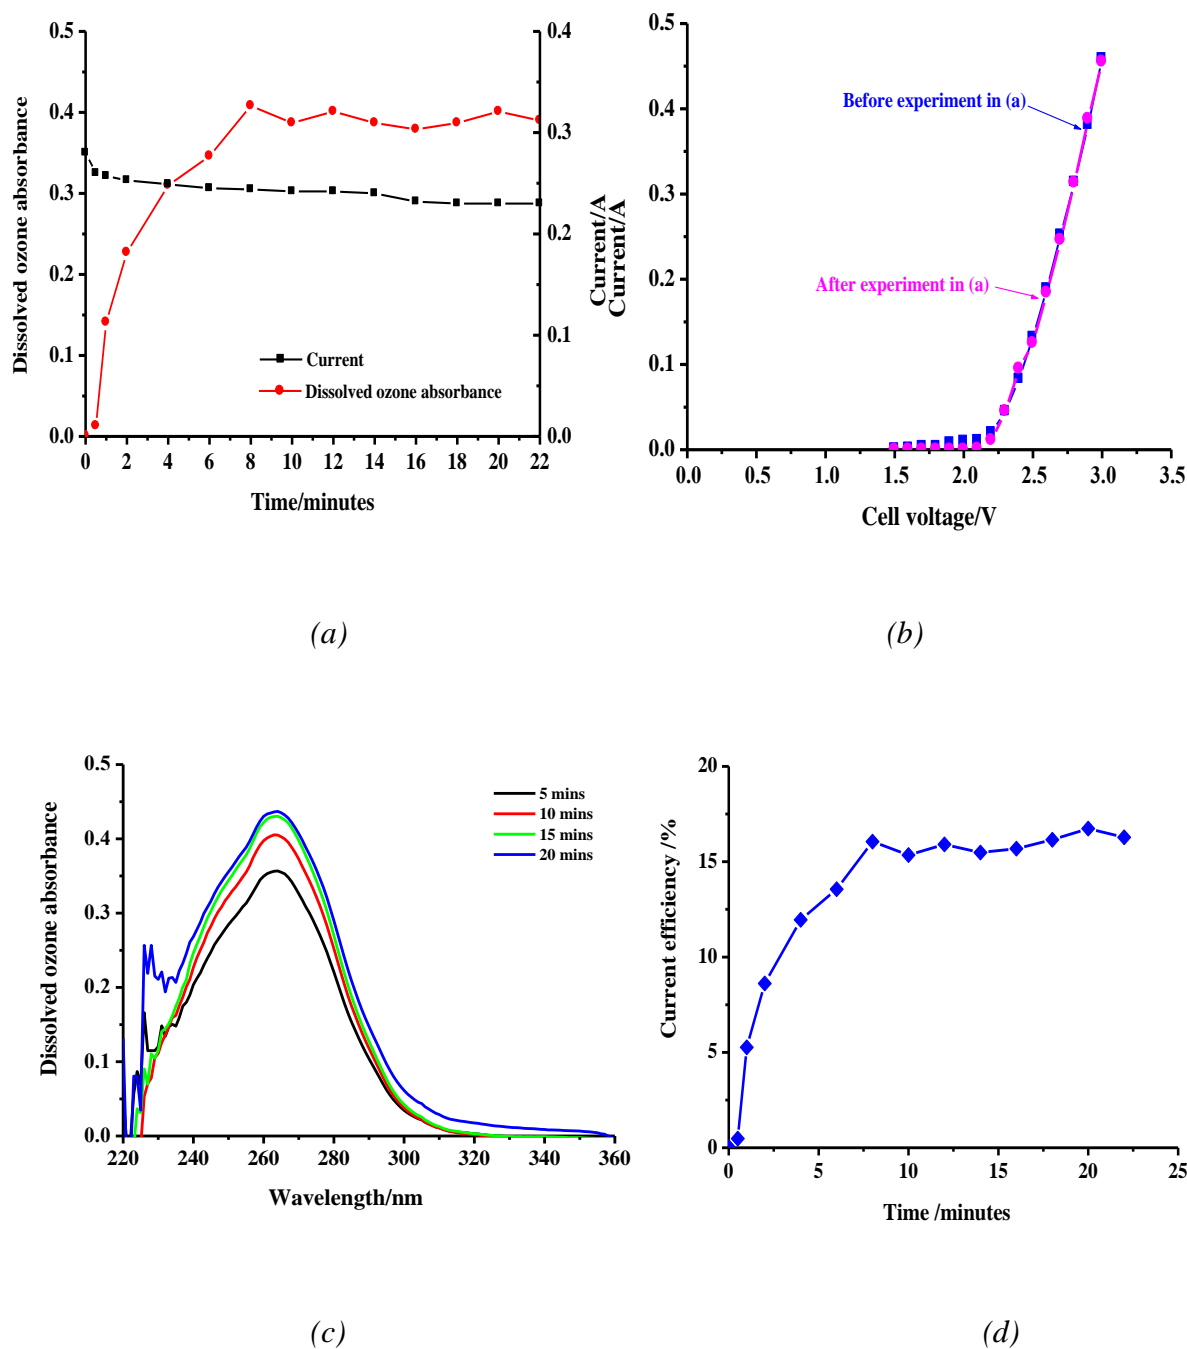 0.5
0.4
0.3
0.2
0.1
0.0
Dissolved ozone absorbance
0.4
0.3
0.2
0.1
0.0
Current/A
Current
Dissolved ozone absorbance
0 2 4 6 8 10 12 14 16 18 20 22
Time/minutes
(a)
0.5
0.4
0.3
0.2
0.1
0.0
Current/A
Before experiment in (a)
After experiment in (a)
0.0 0.5 1.0 1.5 2.0 2.5 3.0 3.5
Cell voltage/V
(b)
0.5
0.4
0.3
0.2
0.1
0.0
Dissolved ozone absorbance
5 mins
10 mins
15 mins
20 mins
220 240 260 280 300 320 340 360
Wavelength/nm
(c)
20
15
10
5
0
Current efficiency /%
0 5 10 15 20 25
Time /minutes
(d)